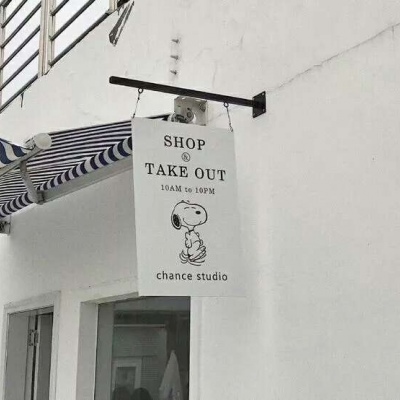 SHOP
&
TAKE OUT
10AM to 10PM
chance studio